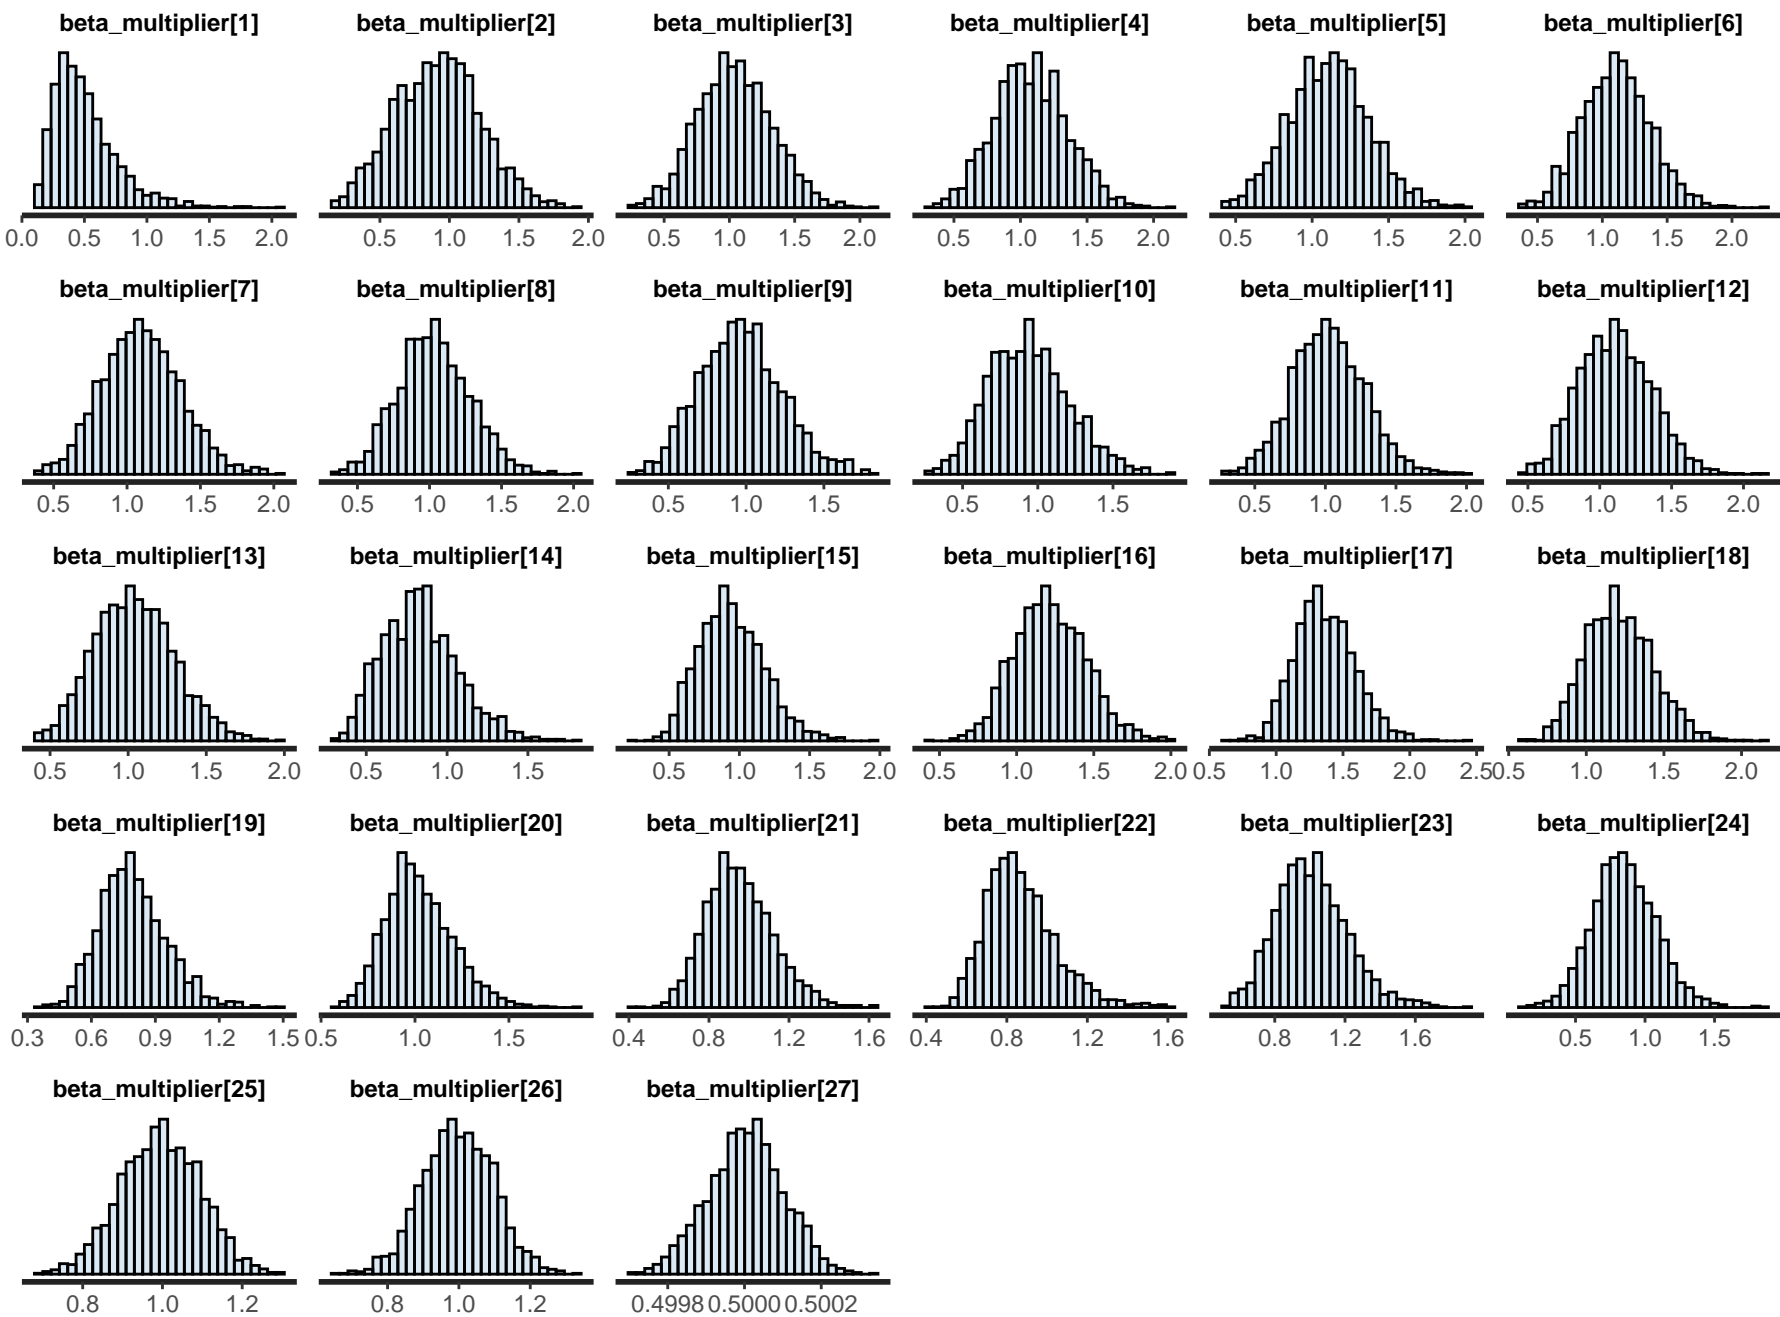 beta_multiplier[1] beta_multiplier[2] beta_multiplier[3] beta_multiplier[4] beta_multiplier[5] beta_multiplier[6]
0.0 0.5 1.0 1.5 2.0 0.5 1.0 1.5 2.0 0.5 1.0 1.5 2.0 0.5 1.0 1.5 2.0 0.5 1.0 1.5 2.0 0.5 1.0 1.5 2.0
beta_multiplier[7] beta_multiplier[8] beta_multiplier[9] beta_multiplier[10] beta_multiplier[11] beta_multiplier[12]
0.5 1.0 1.5 2.0 0.5 1.0 1.5 2.0 0.5 1.0 1.5 0.5 1.0 1.5 0.5 1.0 1.5 2.0 0.5 1.0 1.5 2.0
beta_multiplier[13] beta_multiplier[14] beta_multiplier[15] beta_multiplier[16] beta_multiplier[17] beta_multiplier[18]
0.5 1.0 1.5 2.0 0.5 1.0 1.5 0.5 1.0 1.5 2.0 0.5 1.0 1.5 2.0 0.5 1.0 1.5 2.0 2.5 0.5 1.0 1.5 2.0
beta_multiplier[19] beta_multiplier[20] beta_multiplier[21] beta_multiplier[22] beta_multiplier[23] beta_multiplier[24]
0.3 0.6 0.9 1.2 1.5 0.5 1.0 1.5 0.4 0.8 1.2 1.6 0.4 0.8 1.2 1.6 0.8 1.2 1.6 0.5 1.0 1.5
beta_multiplier[25] beta_multiplier[26] beta_multiplier[27]
0.8 1.0 1.2 0.8 1.0 1.2 0.4998 0.5000 0.5002